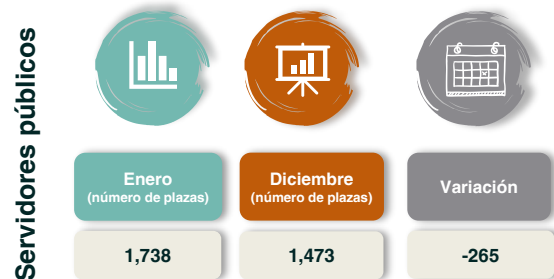 Servidores públicos
Enero
(número de plazas)
Diciembre
(número de plazas)
Variación
1,738
1,473
-265